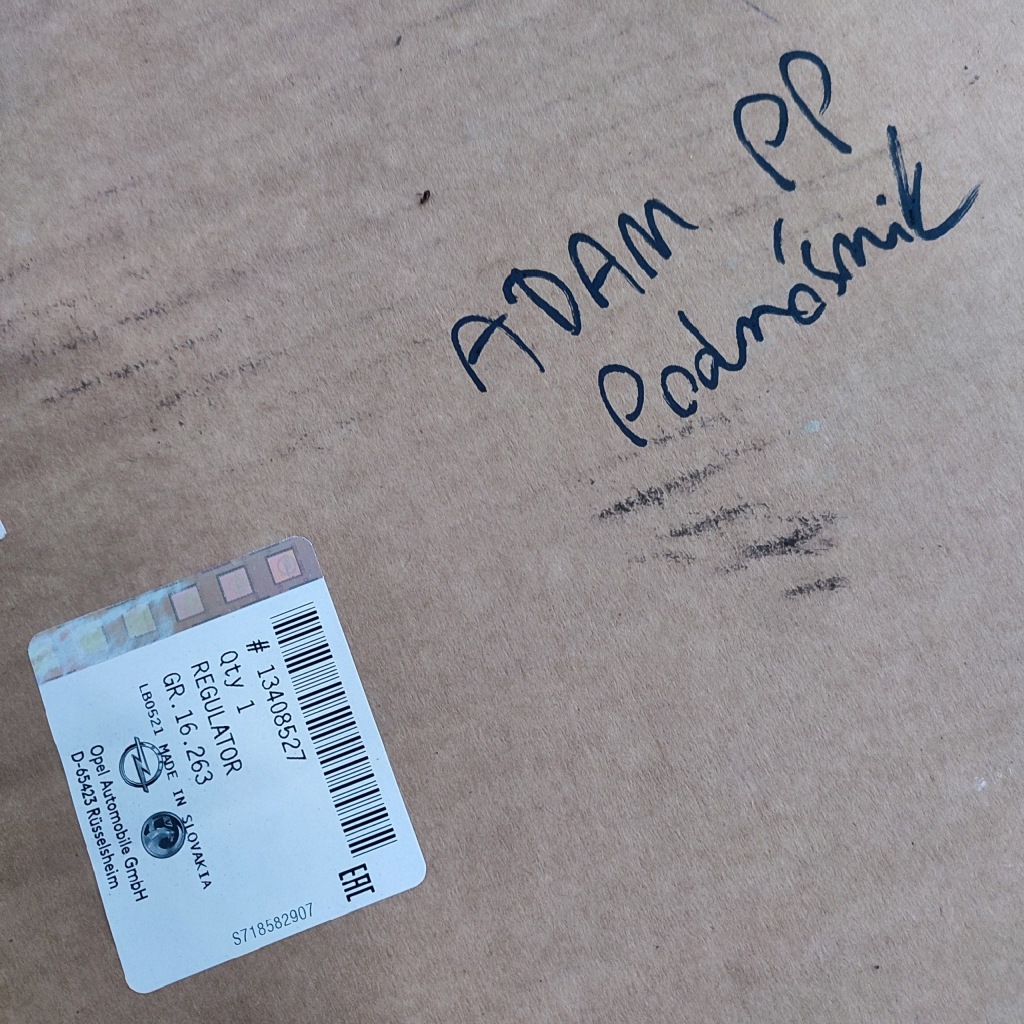 ADAM PP
Podnóśnik
# 13408527
Qty 1
REGULATOR
GR.16.263
LB0521 MADE IN SLOVAKIA
Opel Automobile GmbH
D-65423 Rüsselsheim
EAC
S718582907